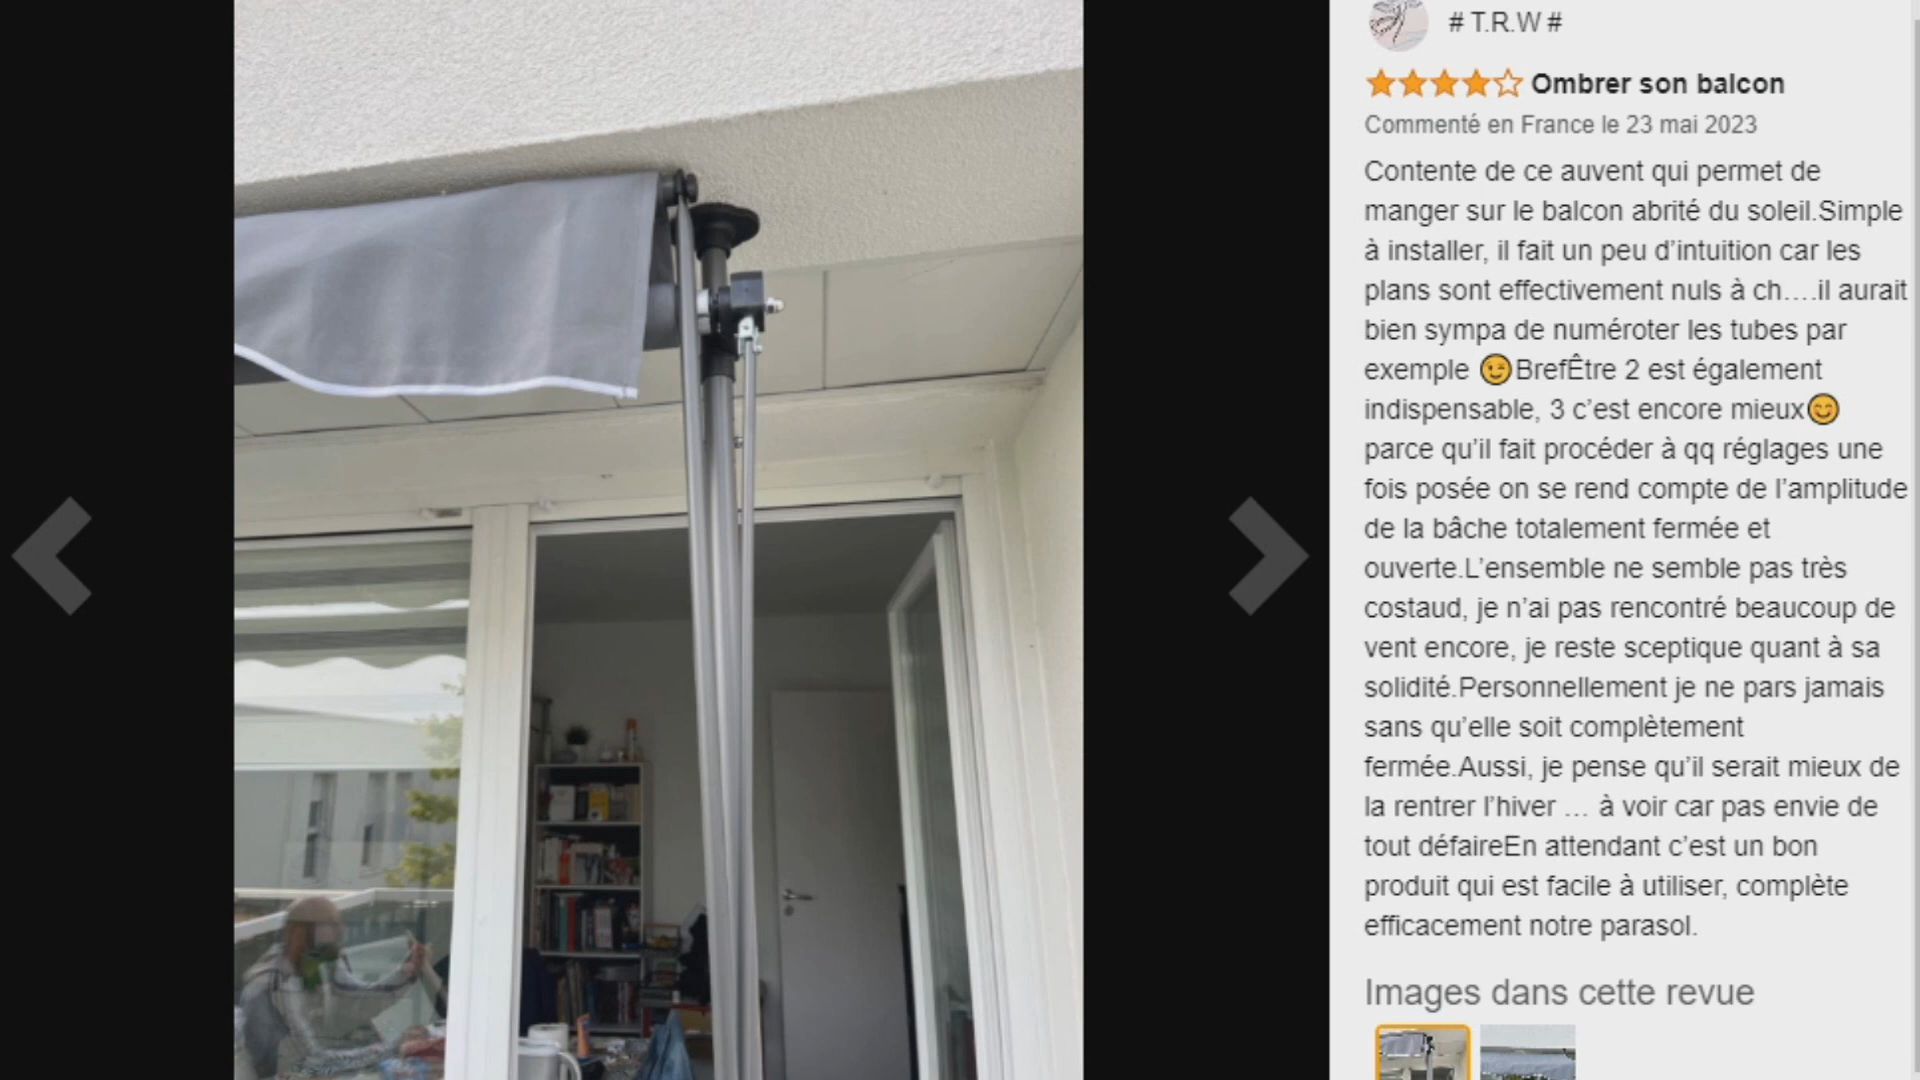 # T.R.W #
Ombrer son balcon
Commenté en France le 23 mai 2023
Contente de ce auvent qui permet de
manger sur le balcon abrité du soleil.Simple
à installer, il fait un peu d’intuition car les
plans sont effectivement nuls à ch….il aurait
bien sympa de numéroter les tubes par
exemple 😉BrefÊtre 2 est également
indispensable, 3 c’est encore mieux😊
parce qu’il fait procéder à qq réglages une
fois posée on se rend compte de l’amplitude
de la bâche totalement fermée et
ouverte.L’ensemble ne semble pas très
costaud, je n’ai pas rencontré beaucoup de
vent encore, je reste sceptique quant à sa
solidité.Personnellement je ne pars jamais
sans qu’elle soit complètement
fermée.Aussi, je pense qu’il serait mieux de
la rentrer l’hiver … à voir car pas envie de
tout défaireEn attendant c’est un bon
produit qui est facile à utiliser, complète
efficacement notre parasol.
Images dans cette revue